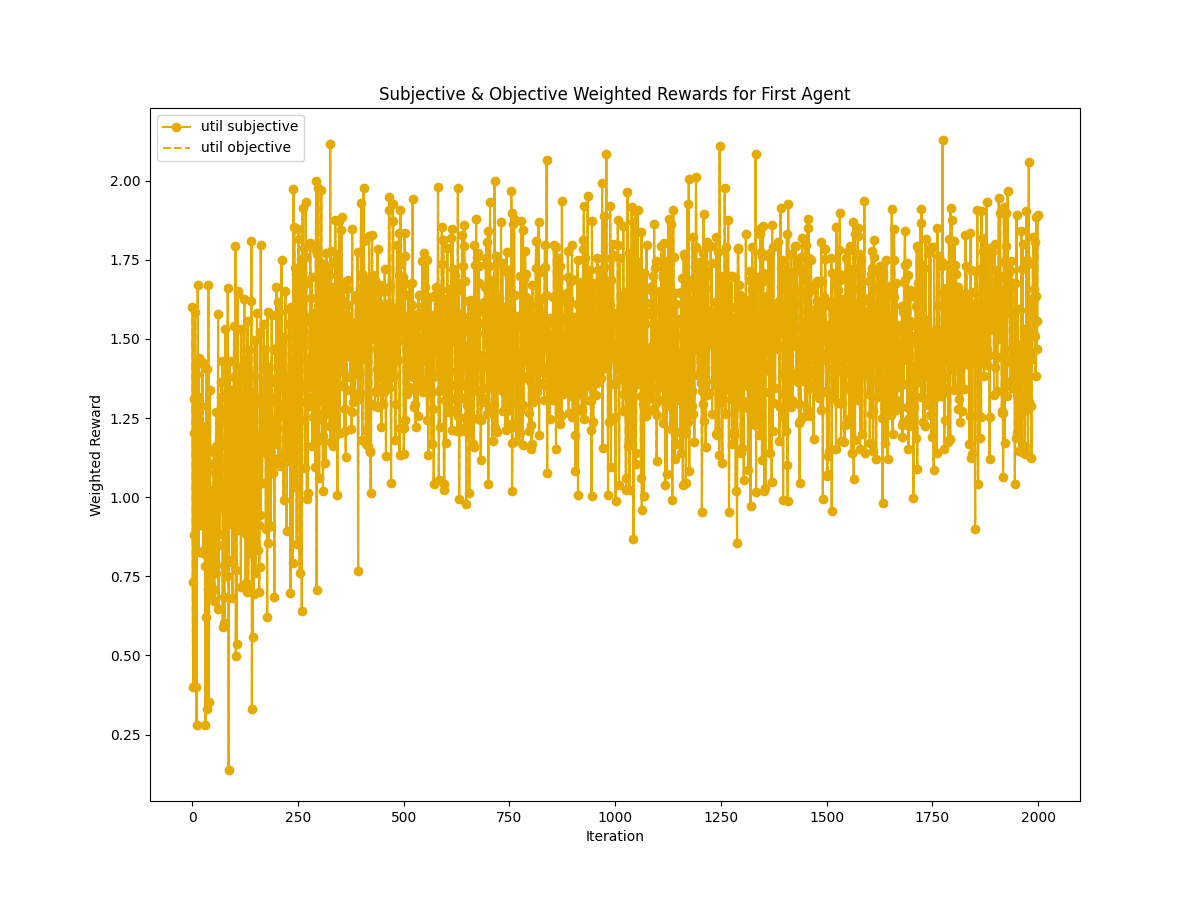 Subjective & Objective Weighted Rewards for First Agent
util subjective
util objective
2.00
1.75
1.50
1.25
1.00
0.75
0.50
0.25
Weighted Reward
0 250 500 750 1000 1250 1500 1750 2000
Iteration